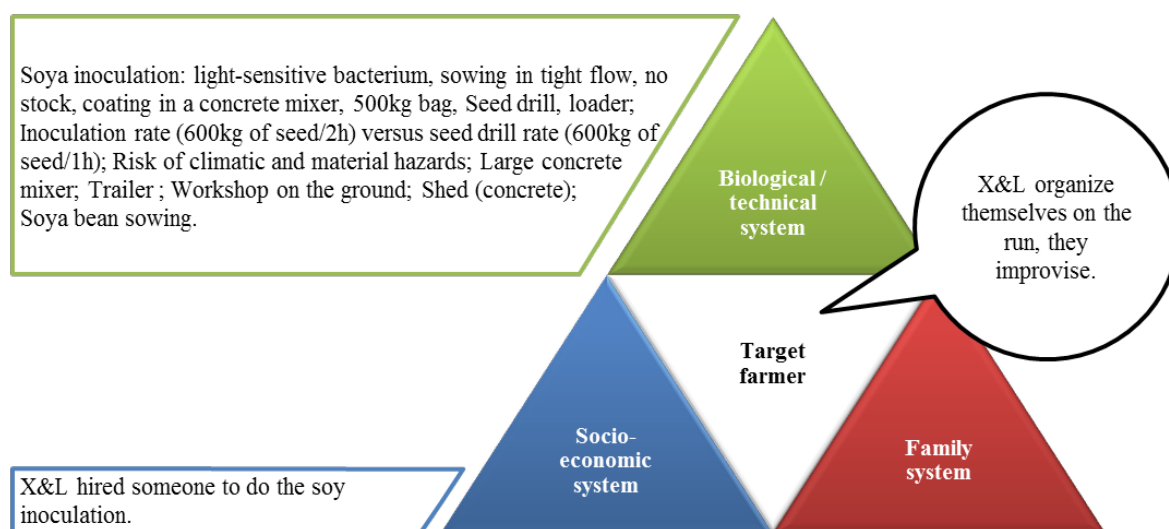 Soya inoculation: light-sensitive bacterium, sowing in tight flow, no
stock, coating in a concrete mixer, 500kg bag, Seed drill, loader;
Inoculation rate (600kg of seed/2h) versus seed drill rate (600kg of
seed/1h); Risk of climatic and material hazards; Large concrete
mixer; Trailer ; Workshop on the ground; Shed (concrete);
Soya bean sowing.
Biological /
technical
system
X&L organize
themselves on the
run, they
improvise.
Target
farmer
Socio-
economic
system
Family
system
X&L hired someone to do the soy
inoculation.